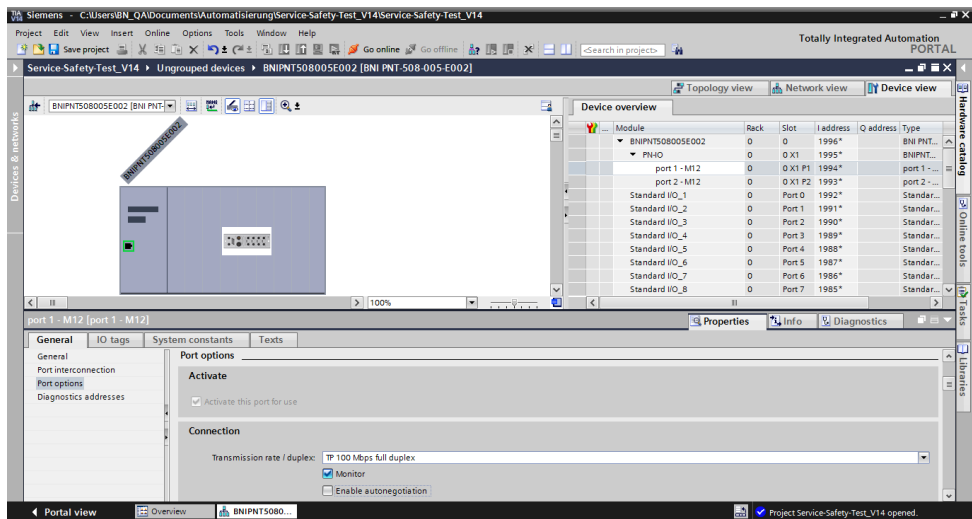 Siemens - C:\Users\BN_QA\Documents\Automatisierung\Service-Safety-Test_V14\Service-Safety-Test_V14
Project Edit View Insert Online Options Tools Window Help
Totally Integrated Automation
PORTAL
Save project Go online Go offline <Search in project>
Service-Safety-Test_V14 Ungrouped devices BNIPNT508005E002 [BNI PNT-508-005-E002]
Topology view Network view Device view
BNIPNT508005E002 [BNI PNT-
BNIPNT508005E002
100%
Device overview
... Module Rack Slot I address Q address Type
BNIPNT508005E002 0 0 1996* BNI PNT...
PN-IO 0 0 X1 1995* BNIPNT...
port 1 - M12 0 0 X1 P1 1994* port 1 - ...
port 2 - M12 0 0 X1 P2 1993* port 2 - ...
Standard I/O_1 0 Port 0 1992* Standar...
Standard I/O_2 0 Port 1 1991* Standar...
Standard I/O_3 0 Port 2 1990* Standar...
Standard I/O_4 0 Port 3 1989* Standar...
Standard I/O_5 0 Port 4 1988* Standar...
Standard I/O_6 0 Port 5 1987* Standar...
Standard I/O_7 0 Port 6 1986* Standar...
Standard I/O_8 0 Port 7 1985* Standar...
Devices & networks
Hardware catalog
Online tools
Tasks
Libraries
port 1 - M12 [port 1 - M12]
Properties Info Diagnostics
General IO tags System constants Texts
General
Port interconnection
Port options
Diagnostics addresses
Port options
Activate
Activate this port for use
Connection
Transmission rate / duplex: TP 100 Mbps full duplex
Monitor
Enable autonegotiation
Portal view Overview BNIPNT5080... Project Service-Safety-Test_V14 opened.